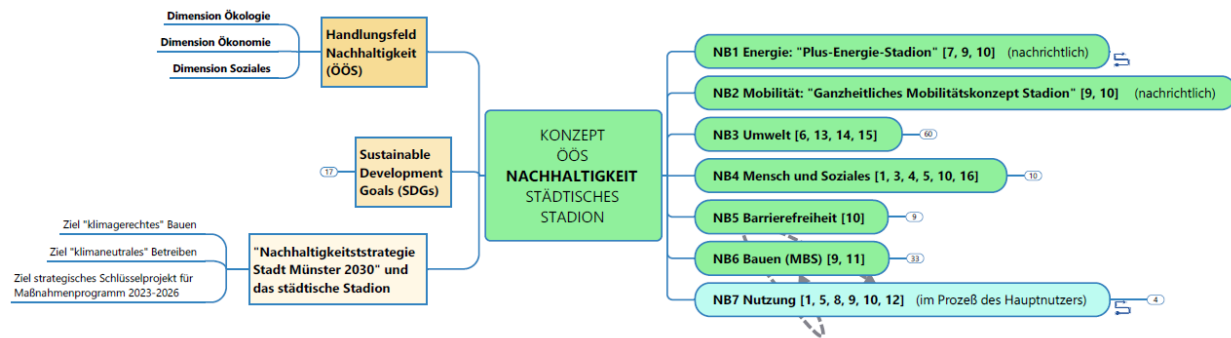 Dimension Ökologie
Dimension Ökonomie
Dimension Soziales
Handlungsfeld
Nachhaltigkeit
(ÖÖS)
17
Sustainable
Development
Goals (SDGs)
Ziel "klimagerechtes" Bauen
Ziel "klimaneutrales" Betreiben
Ziel strategisches Schlüsselprojekt für
Maßnahmenprogramm 2023-2026
"Nachhaltigkeitststrategie
Stadt Münster 2030" und
das städtische Stadion
KONZEPT
ÖÖS
NACHHALTIGKEIT
STÄDTISCHES
STADION
NB1 Energie: "Plus-Energie-Stadion" [7, 9, 10] (nachrichtlich)
NB2 Mobilität: "Ganzheitliches Mobilitätskonzept Stadion" [9, 10] (nachrichtlich)
NB3 Umwelt [6, 13, 14, 15] 60
NB4 Mensch und Soziales [1, 3, 4, 5, 10, 16] 10
NB5 Barrierefreiheit [10] 9
NB6 Bauen (MBS) [9, 11] 33
NB7 Nutzung [1, 5, 8, 9, 10, 12] (im Prozeß des Hauptnutzers) 4